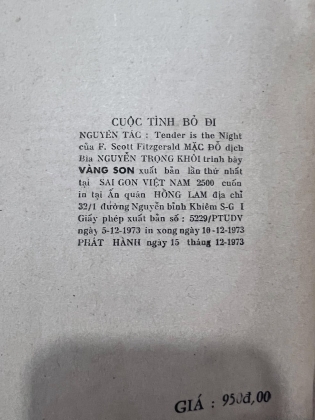 CUỘC TÌNH BỎ ĐI
NGUYÊN TÁC : Tender is the Night
của F. Scott Fitzgerald MẶC ĐỖ dịch
Bìa NGUYỄN TRỌNG KHÔI trình bày
VÀNG SON xuất bản lần thứ nhất
tại SAI GON VIỆT NAM 2500 cuốn
in tại Ấn quán HỒNG LAM địa chỉ
32/1 đường Nguyễn bỉnh Khiêm S-G I
Giấy phép xuất bản số : 5229/PTUDV
ngày 5-12-1973 in xong ngày 10-12-1973
PHÁT HÀNH ngày 15 tháng 12-1973
GIÁ : 950đ,00